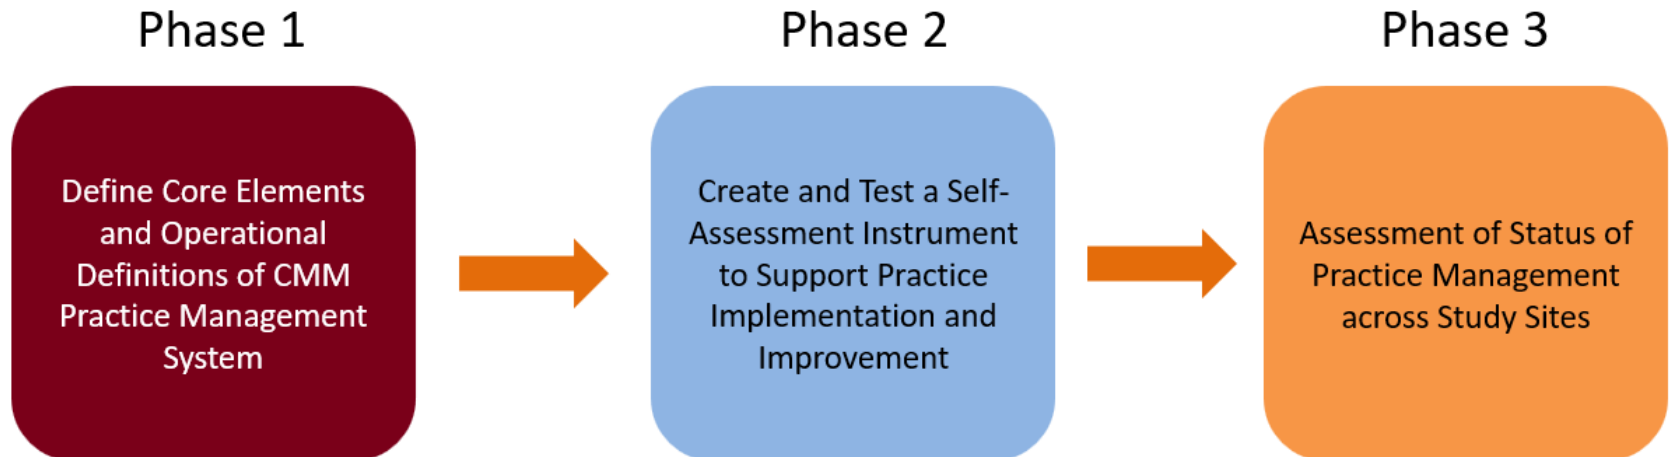 Phase 1
Phase 2
Phase 3
Define Core Elements
and Operational
Definitions of CMM
Practice Management
System
Create and Test a Self-
Assessment Instrument
to Support Practice
Implementation and
Improvement
Assessment of Status of
Practice Management
across Study Sites